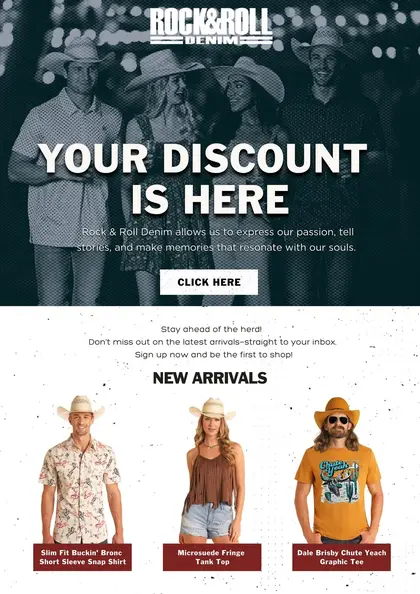 ROCK&ROLL
DENIM
YOUR DISCOUNT
IS HERE
Rock & Roll Denim allows us to express our passion, tell
stories, and make memories that resonate with our souls.
CLICK HERE
Stay ahead of the herd!
Don't miss out on the latest arrivals–straight to your inbox.
Sign up now and be the first to shop!
NEW ARRIVALS
Slim Fit Buckin' Bronc
Short Sleeve Snap Shirt
Microsuede Fringe
Tank Top
Dale Brisby Chute Yeach
Graphic Tee